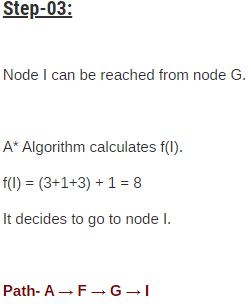 Step-03:
Node I can be reached from node G.
A* Algorithm calculates f(I).
f(I) = (3+1+3) + 1 = 8
It decides to go to node I.
Path- A → F → G → I